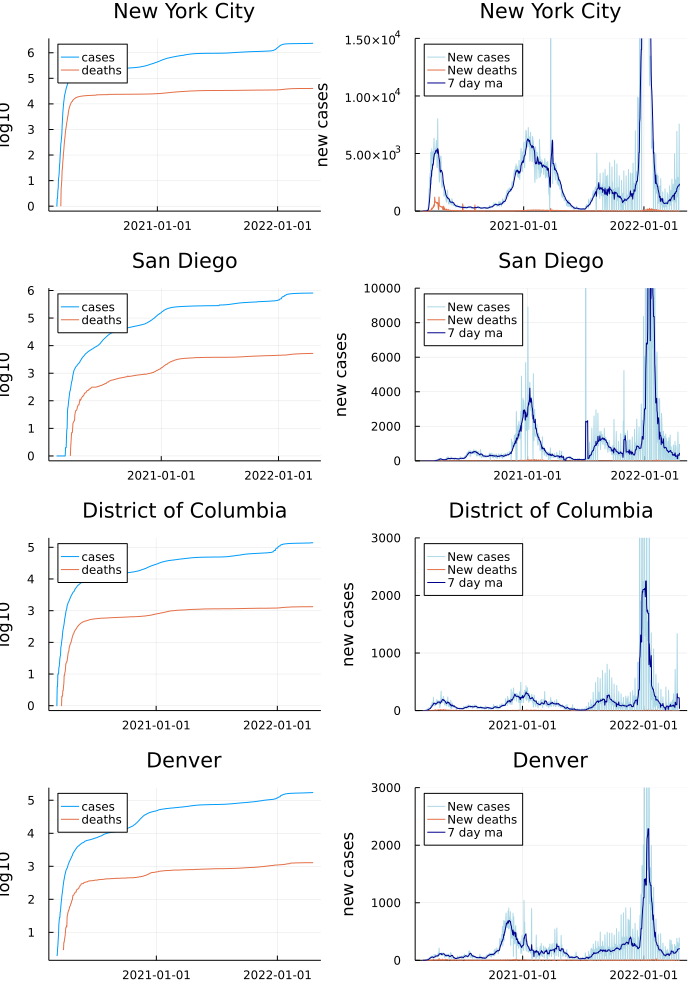 New York City
New York City
log10
6
5
4
3
2
1
0
cases
deaths
2021-01-01
2022-01-01
new cases
1.50×10⁴
1.00×10⁴
5.00×10³
0
New cases
New deaths
7 day ma
2021-01-01
2022-01-01
San Diego
San Diego
log10
6
5
4
3
2
1
0
cases
deaths
2021-01-01
2022-01-01
new cases
10000
8000
6000
4000
2000
0
New cases
New deaths
7 day ma
2021-01-01
2022-01-01
District of Columbia
District of Columbia
log10
5
4
3
2
1
0
cases
deaths
2021-01-01
2022-01-01
new cases
3000
2000
1000
0
New cases
New deaths
7 day ma
2021-01-01
2022-01-01
Denver
Denver
log10
5
4
3
2
1
cases
deaths
2021-01-01
2022-01-01
new cases
3000
2000
1000
0
New cases
New deaths
7 day ma
2021-01-01
2022-01-01